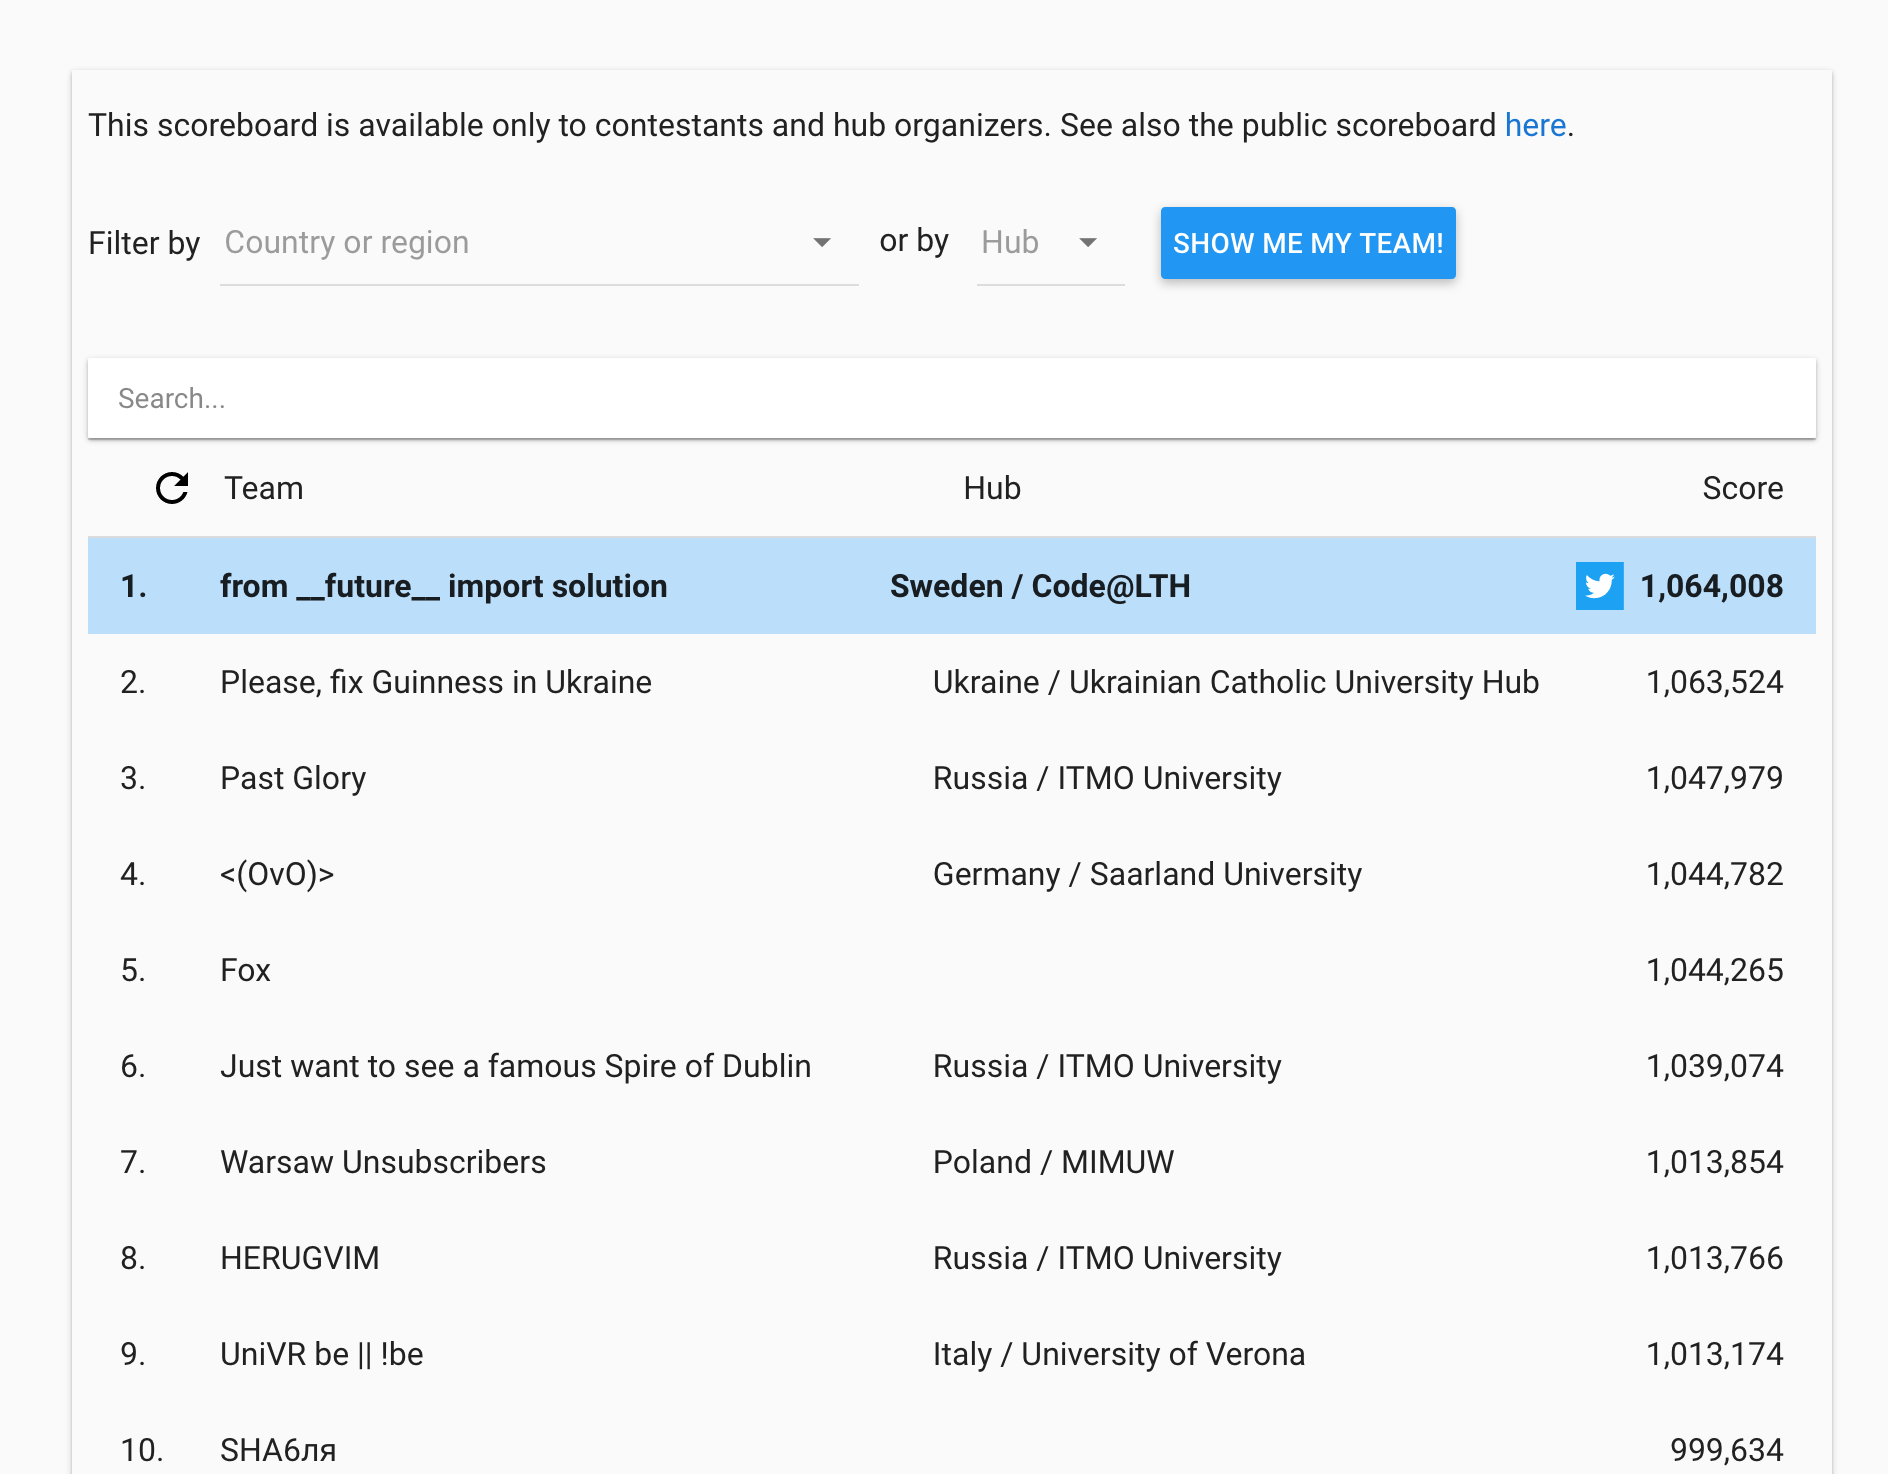 This scoreboard is available only to contestants and hub organizers. See also the public scoreboard here.
Filter by Country or region or by Hub SHOW ME MY TEAM!
Search...
Team Hub Score
1. from __future__ import solution Sweden / Code@LTH 1,064,008
2. Please, fix Guinness in Ukraine Ukraine / Ukrainian Catholic University Hub 1,063,524
3. Past Glory Russia / ITMO University 1,047,979
4. <(OvO)> Germany / Saarland University 1,044,782
5. Fox 1,044,265
6. Just want to see a famous Spire of Dublin Russia / ITMO University 1,039,074
7. Warsaw Unsubscribers Poland / MIMUW 1,013,854
8. HERUGVIM Russia / ITMO University 1,013,766
9. UniVR be || !be Italy / University of Verona 1,013,174
10. SHA6ля 999,634